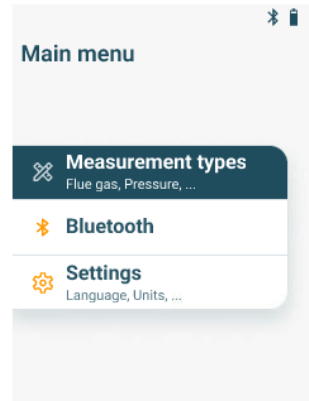 Main menu
Measurement types
Flue gas, Pressure, ...
Bluetooth
Settings
Language, Units, ...